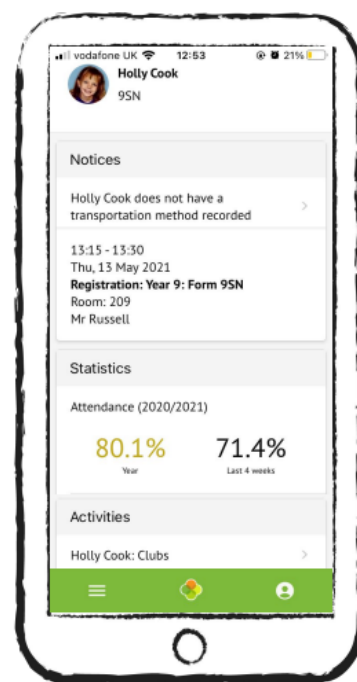 vodafone UK 12:53 21%
Holly Cook
9SN
Notices
Holly Cook does not have a
transportation method recorded
13:15 - 13:30
Thu, 13 May 2021
Registration: Year 9: Form 9SN
Room: 209
Mr Russell
Statistics
Attendance (2020/2021)
80.1% 71.4%
Year Last 4 weeks
Activities
Holly Cook: Clubs